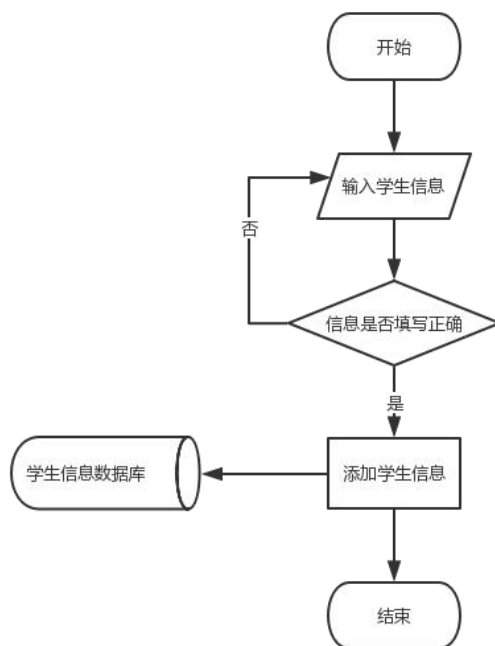 开始
输入学生信息
否
信息是否填写正确
是
学生信息数据库
添加学生信息
结束